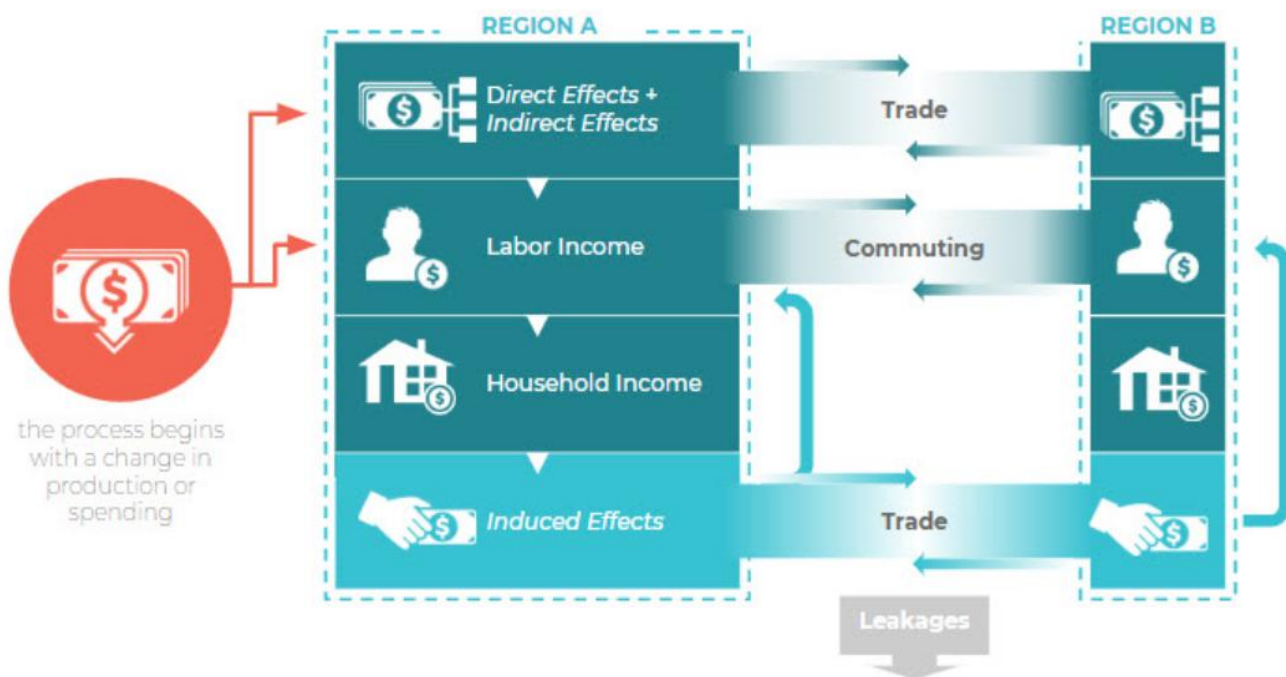 REGION A
REGION B
Direct Effects +
Indirect Effects
Trade
Labor Income
Commuting
Household Income
the process begins
with a change in
production or
spending
Induced Effects
Trade
Leakages